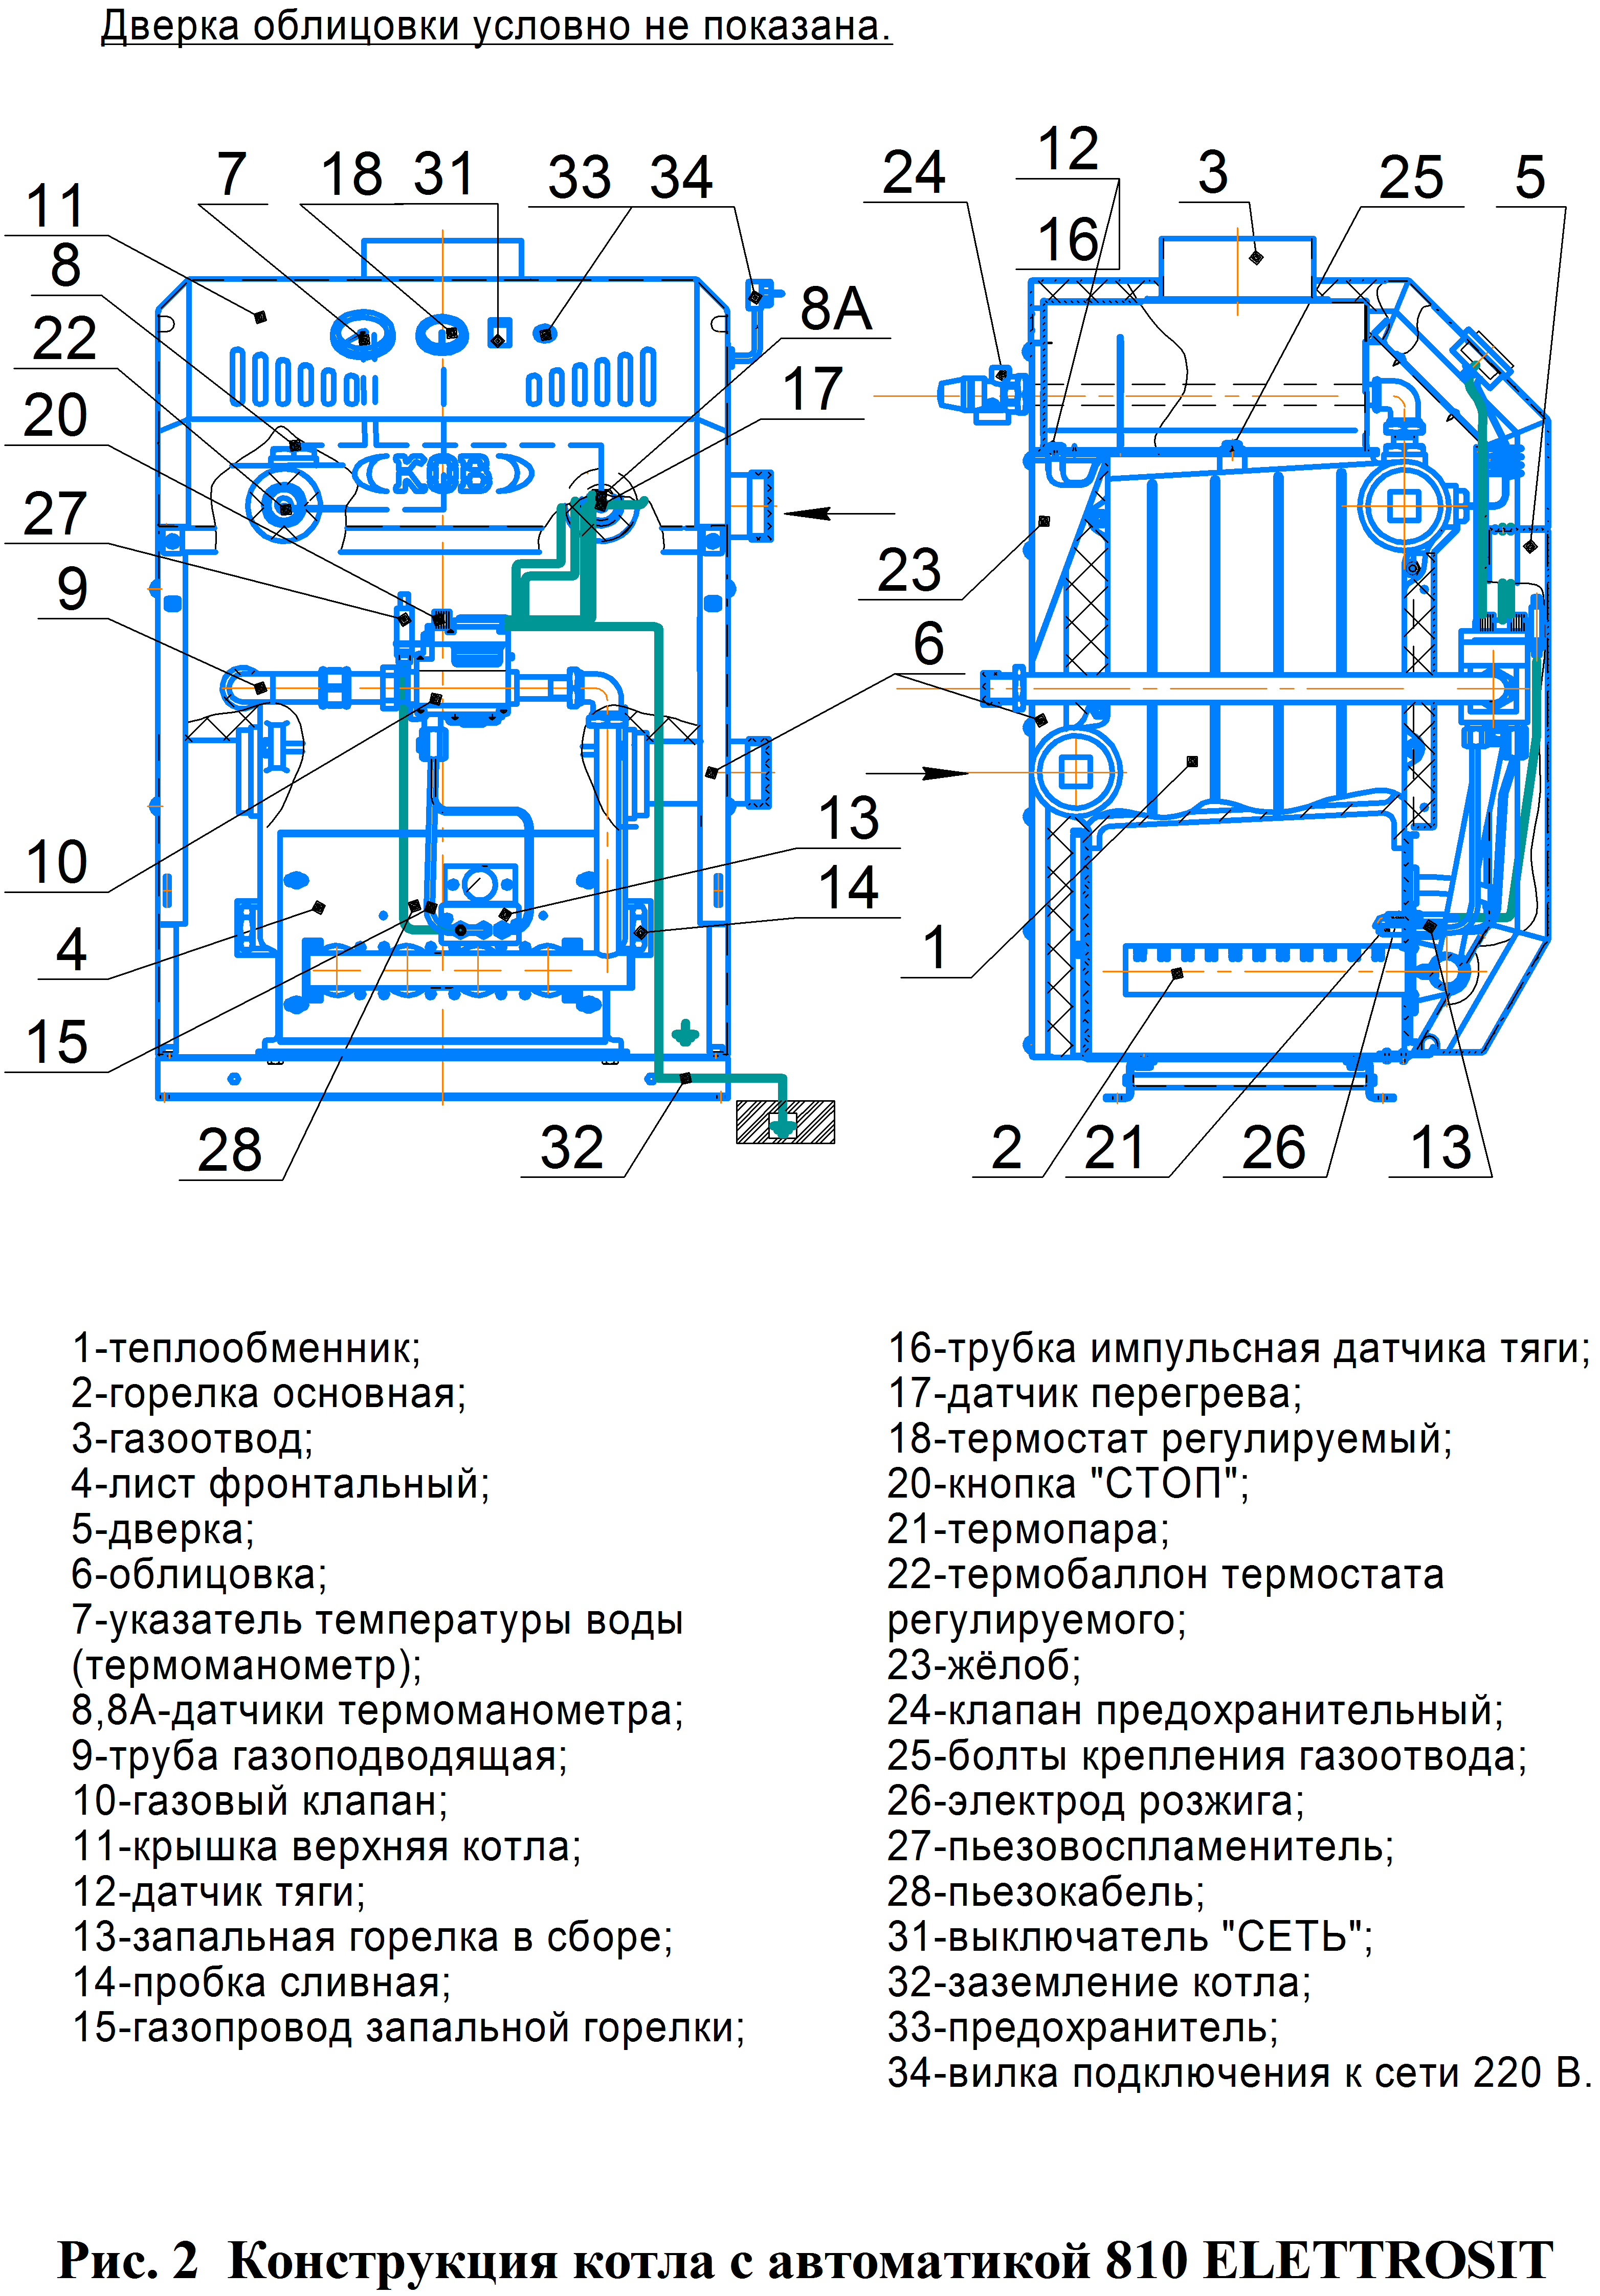 Дверка облицовки условно не показана.
7 18 31 33 34
11
8
22
20
27
9
10
4
15
28
32
8А
17
6
13
14
КОВ
24
12
16
3
25
5
23
1
2
21
26
13
1-теплообменник;
2-горелка основная;
3-газоотвод;
4-лист фронтальный;
5-дверка;
6-облицовка;
7-указатель температуры воды
(термоманометр);
8,8А-датчики термоманометра;
9-труба газоподводящая;
10-газовый клапан;
11-крышка верхняя котла;
12-датчик тяги;
13-запальная горелка в сборе;
14-пробка сливная;
15-газопровод запальной горелки;
16-трубка импульсная датчика тяги;
17-датчик перегрева;
18-термостат регулируемый;
20-кнопка "СТОП";
21-термопара;
22-термобаллон термостата
регулируемого;
23-жёлоб;
24-клапан предохранительный;
25-болты крепления газоотвода;
26-электрод розжига;
27-пьезовоспламенитель;
28-пьезокабель;
31-выключатель "СЕТЬ";
32-заземление котла;
33-предохранитель;
34-вилка подключения к сети 220 В.
Рис. 2 Конструкция котла с автоматикой 810 ELETTROSIT